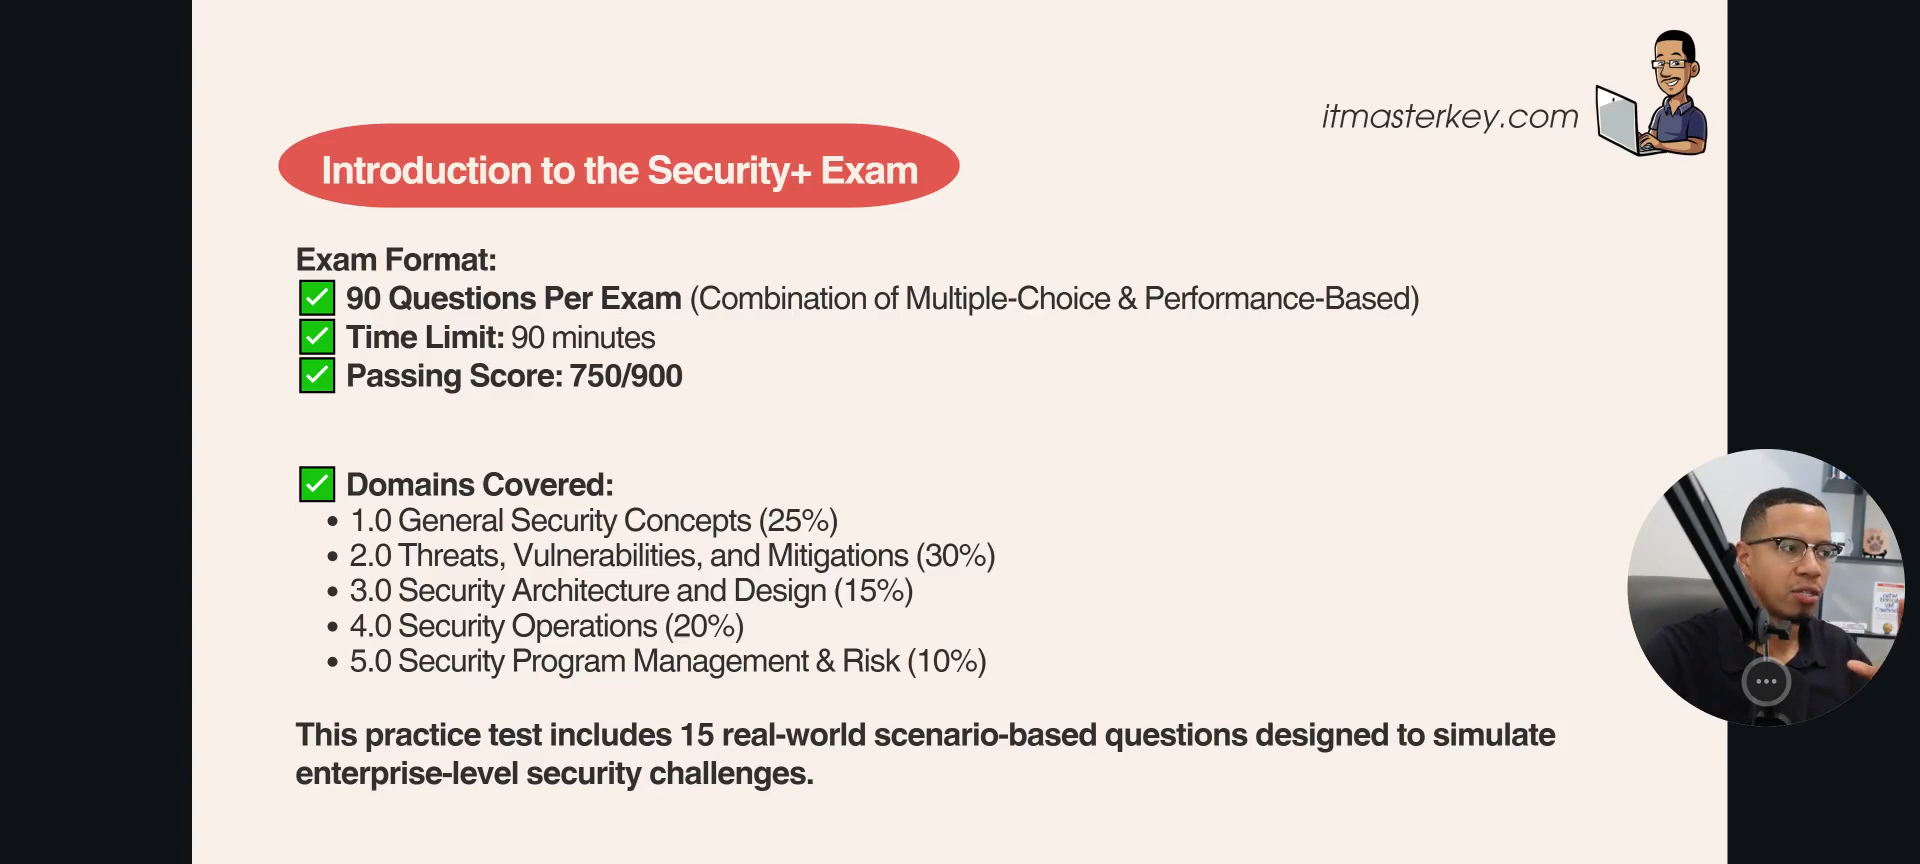 itmasterkey.com
Introduction to the Security+ Exam
Exam Format:
✅ 90 Questions Per Exam (Combination of Multiple-Choice & Performance-Based)
✅ Time Limit: 90 minutes
✅ Passing Score: 750/900
✅ Domains Covered:
• 1.0 General Security Concepts (25%)
• 2.0 Threats, Vulnerabilities, and Mitigations (30%)
• 3.0 Security Architecture and Design (15%)
• 4.0 Security Operations (20%)
• 5.0 Security Program Management & Risk (10%)
This practice test includes 15 real-world scenario-based questions designed to simulate
enterprise-level security challenges.